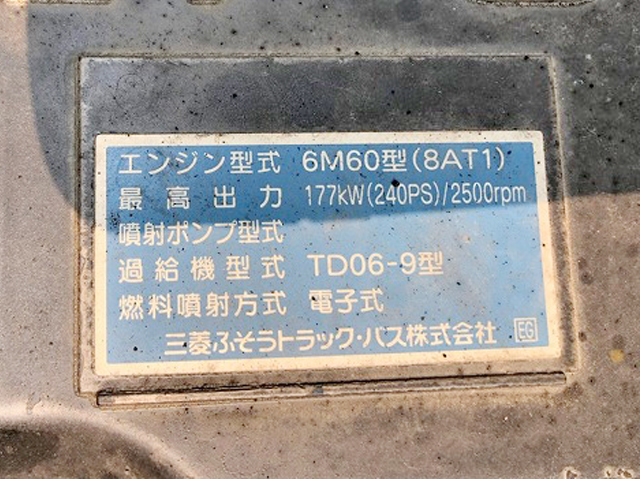 エンジン型式 6M60型(8AT1)
最高出力 177kW(240PS)/2500rpm
噴射ポンプ型式
過給機型式 TD06-9型
燃料噴射方式 電子式
三菱ふそうトラック・バス株式会社 EG